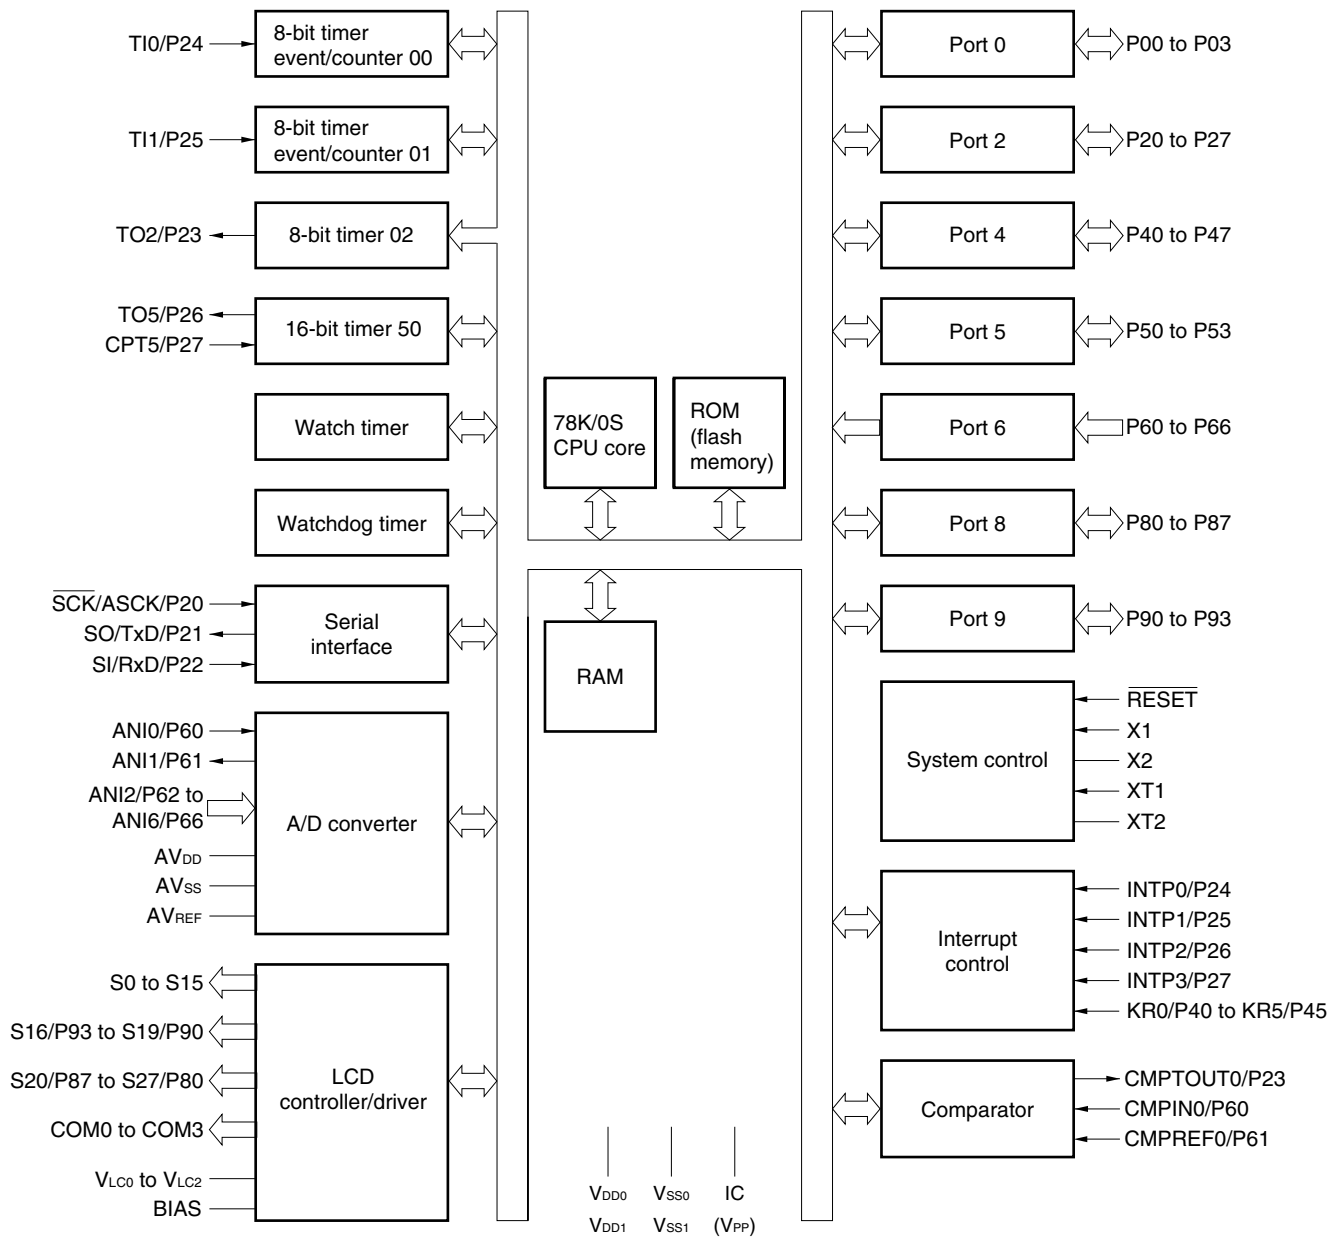 TI0/P24
8-bit timer
event/counter 00
TI1/P25
8-bit timer
event/counter 01
TO2/P23
8-bit timer 02
TO5/P26
CPT5/P27
16-bit timer 50
Watch timer
Watchdog timer
SCK/ASCK/P20
SO/TxD/P21
SI/RxD/P22
Serial
interface
ANI0/P60
ANI1/P61
ANI2/P62 to
ANI6/P66
AVDD
AVSS
AVREF
A/D converter
S0 to S15
S16/P93 to S19/P90
S20/P87 to S27/P80
COM0 to COM3
VLC0 to VLC2
BIAS
LCD
controller/driver
78K/0S
CPU core
ROM
(flash
memory)
RAM
VDD0
VDD1
VSS0
VSS1
IC
(VPP)
Port 0
P00 to P03
Port 2
P20 to P27
Port 4
P40 to P47
Port 5
P50 to P53
Port 6
P60 to P66
Port 8
P80 to P87
Port 9
P90 to P93
System control
RESET
X1
X2
XT1
XT2
Interrupt
control
INTP0/P24
INTP1/P25
INTP2/P26
INTP3/P27
KR0/P40 to KR5/P45
Comparator
CMPTOUT0/P23
CMPIN0/P60
CMPREF0/P61